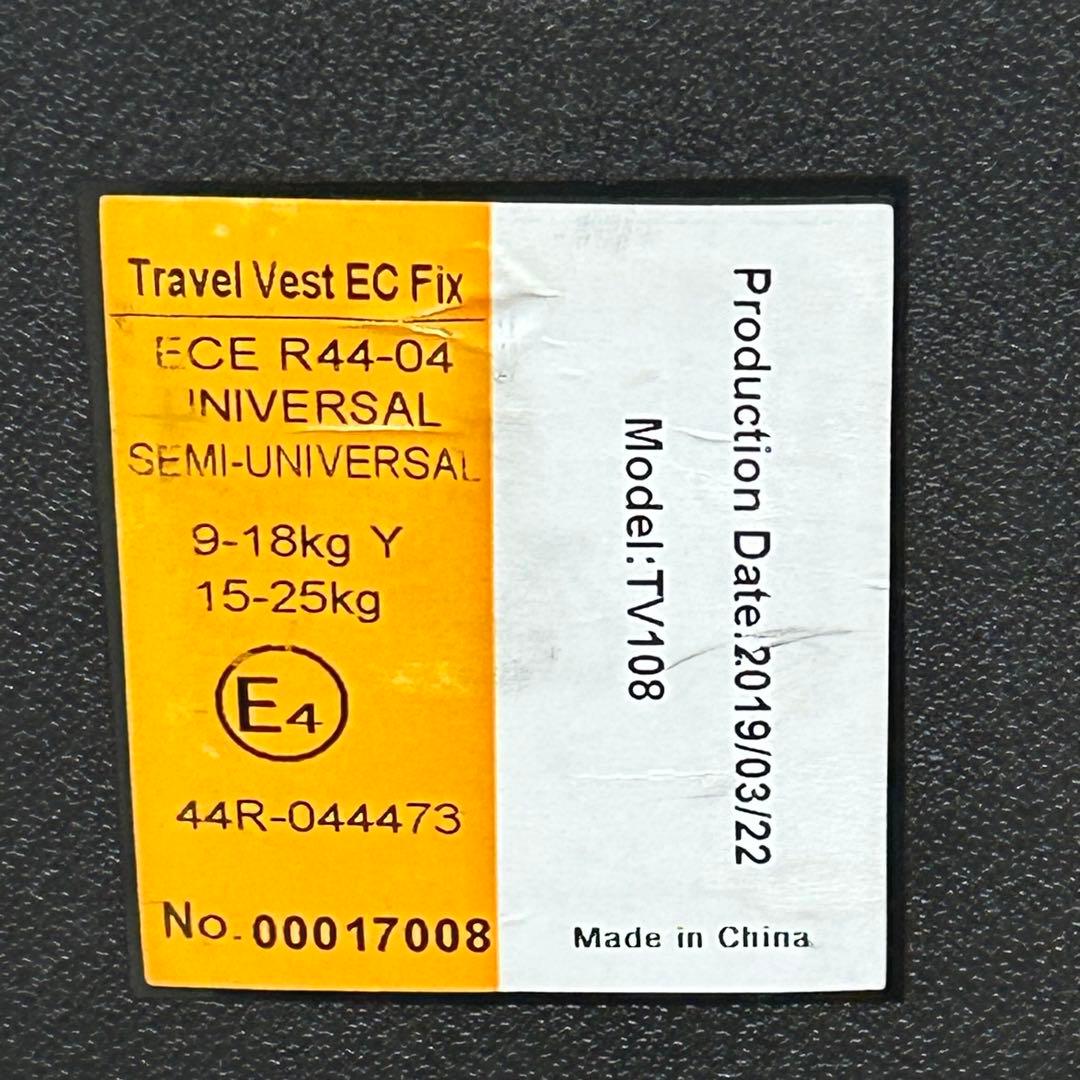 Travel Vest EC Fix
ECE R44-04
UNIVERSAL
SEMI-UNIVERSAL
9-18kg Y
15-25kg
E4
44R-044473
No.00017008
Production Date:2019/03/22
Model:TV108
Made in China